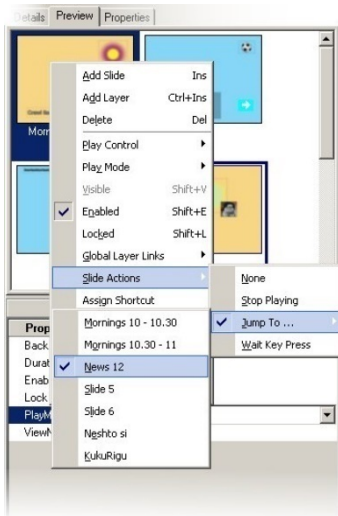 Details Preview Properties
Add Slide Ins
Add Layer Ctrl+Ins
Delete Del
Morn
Play Control
Play Mode
Visible Shift+V
Enabled Shift+E
Locked Shift+L
Global Layer Links
Slide Actions
None
Assign Shortcut
Stop Playing
Mornings 10 - 10.30
Jump To ...
Prop
Mornings 10.30 - 11
Wait Key Press
Back
News 12
Durat
Slide 5
Enab
Slide 6
Lock
Neshto si
PlayM
KukuRigu
ViewM